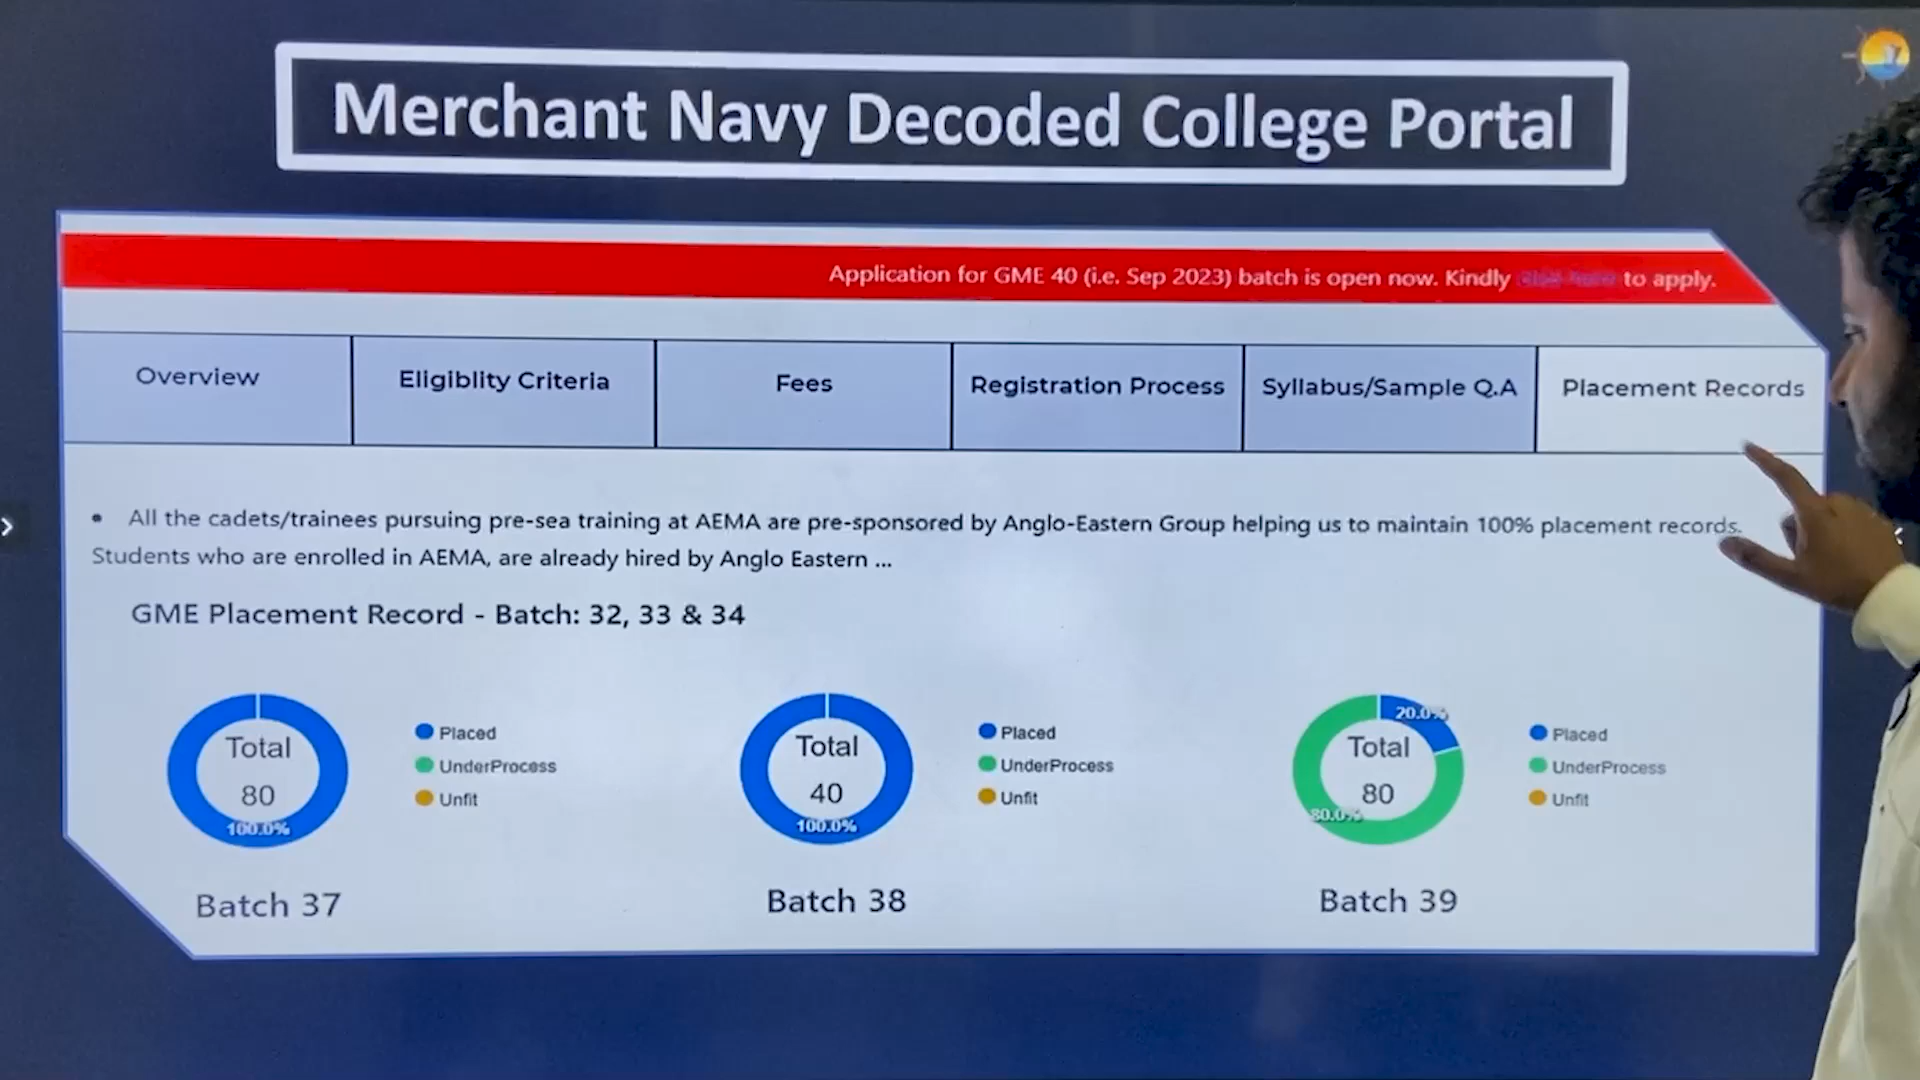 Merchant Navy Decoded College Portal
Application for GME 40 (i.e. Sep 2023) batch is open now. Kindly to apply.
Overview
Eligiblity Criteria
Fees
Registration Process
Syllabus/Sample Q.A
Placement Records
• All the cadets/trainees pursuing pre-sea training at AEMA are pre-sponsored by Anglo-Eastern Group helping us to maintain 100% placement records.
Students who are enrolled in AEMA, are already hired by Anglo Eastern ...
GME Placement Record - Batch: 32, 33 & 34
Total
80
100.0%
Placed
UnderProcess
Unfit
Batch 37
Total
40
100.0%
Placed
UnderProcess
Unfit
Batch 38
20.0%
Total
80
80.0%
Placed
UnderProcess
Unfit
Batch 39